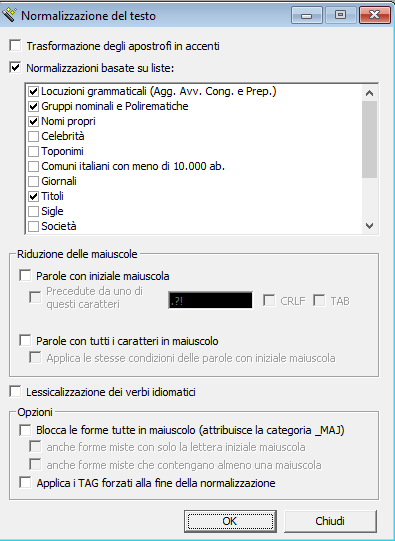 Normalizzazione del testo
Trasformazione degli apostrofi in accenti
Normalizzazioni basate su liste:
Locuzioni grammaticali (Agg. Avv. Cong. e Prep.)
Gruppi nominali e Polirematiche
Nomi propri
Celebrità
Toponimi
Comuni italiani con meno di 10.000 ab.
Giornali
Titoli
Sigle
Società
Riduzione delle maiuscole
Parole con iniziale maiuscola
Precedute da uno di
questi caratteri
.?!
CRLF
TAB
Parole con tutti i caratteri in maiuscolo
Applica le stesse condizioni delle parole con iniziale maiuscola
Lessicalizzazione dei verbi idiomatici
Opzioni
Blocca le forme tutte in maiuscolo (attribuisce la categoria _MAJ)
anche forme miste con solo la lettera iniziale maiuscola
anche forme miste che contengano almeno una maiuscola
Applica i TAG forzati alla fine della normalizzazione
OK
Chiudi